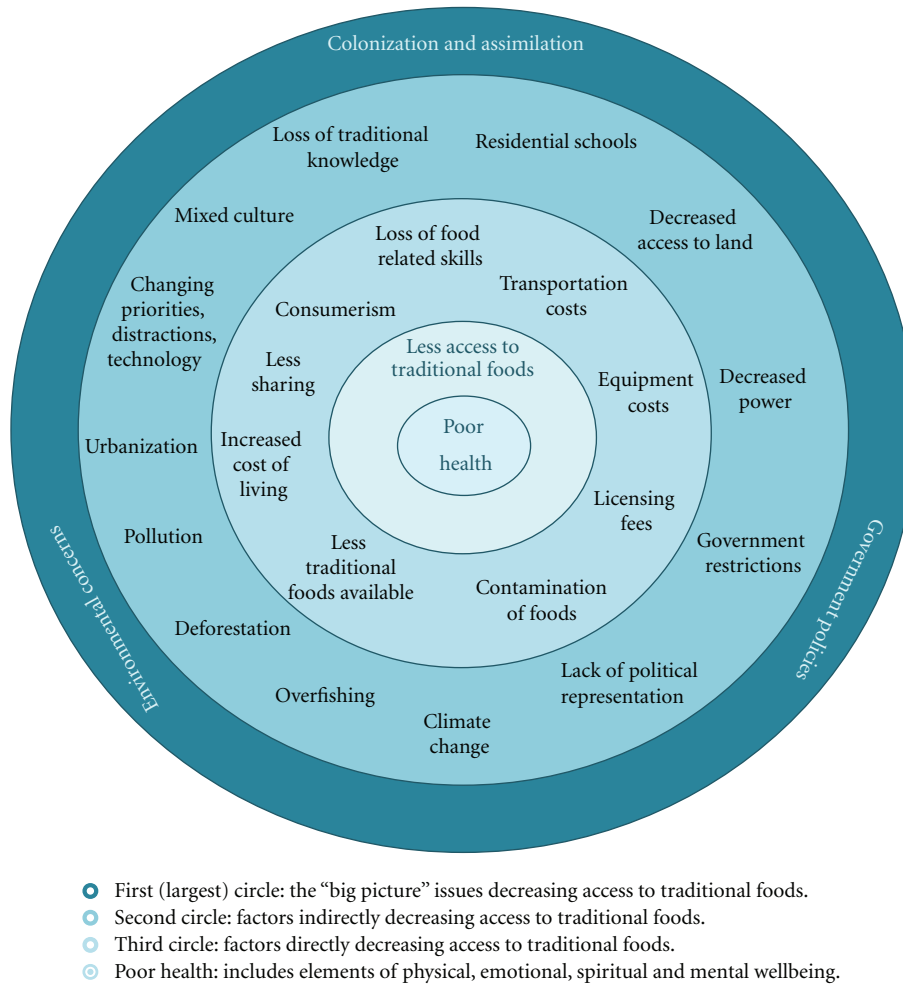 Colonization and assimilation
Loss of traditional
knowledge
Residential schools
Mixed culture
Decreased
access to land
Loss of food
related skills
Changing
priorities,
distractions,
technology
Transportation
costs
Consumerism
Less access to
traditional foods
Less
sharing
Equipment
costs
Decreased
power
Poor
health
Urbanization
Increased
cost of
living
Licensing
fees
Pollution
Government
restrictions
Less
traditional
foods available
Contamination
of foods
Environmental concerns
Government policies
Deforestation
Lack of political
representation
Overfishing
Climate
change
First (largest) circle: the “big picture” issues decreasing access to traditional foods.
Second circle: factors indirectly decreasing access to traditional foods.
Third circle: factors directly decreasing access to traditional foods.
Poor health: includes elements of physical, emotional, spiritual and mental wellbeing.